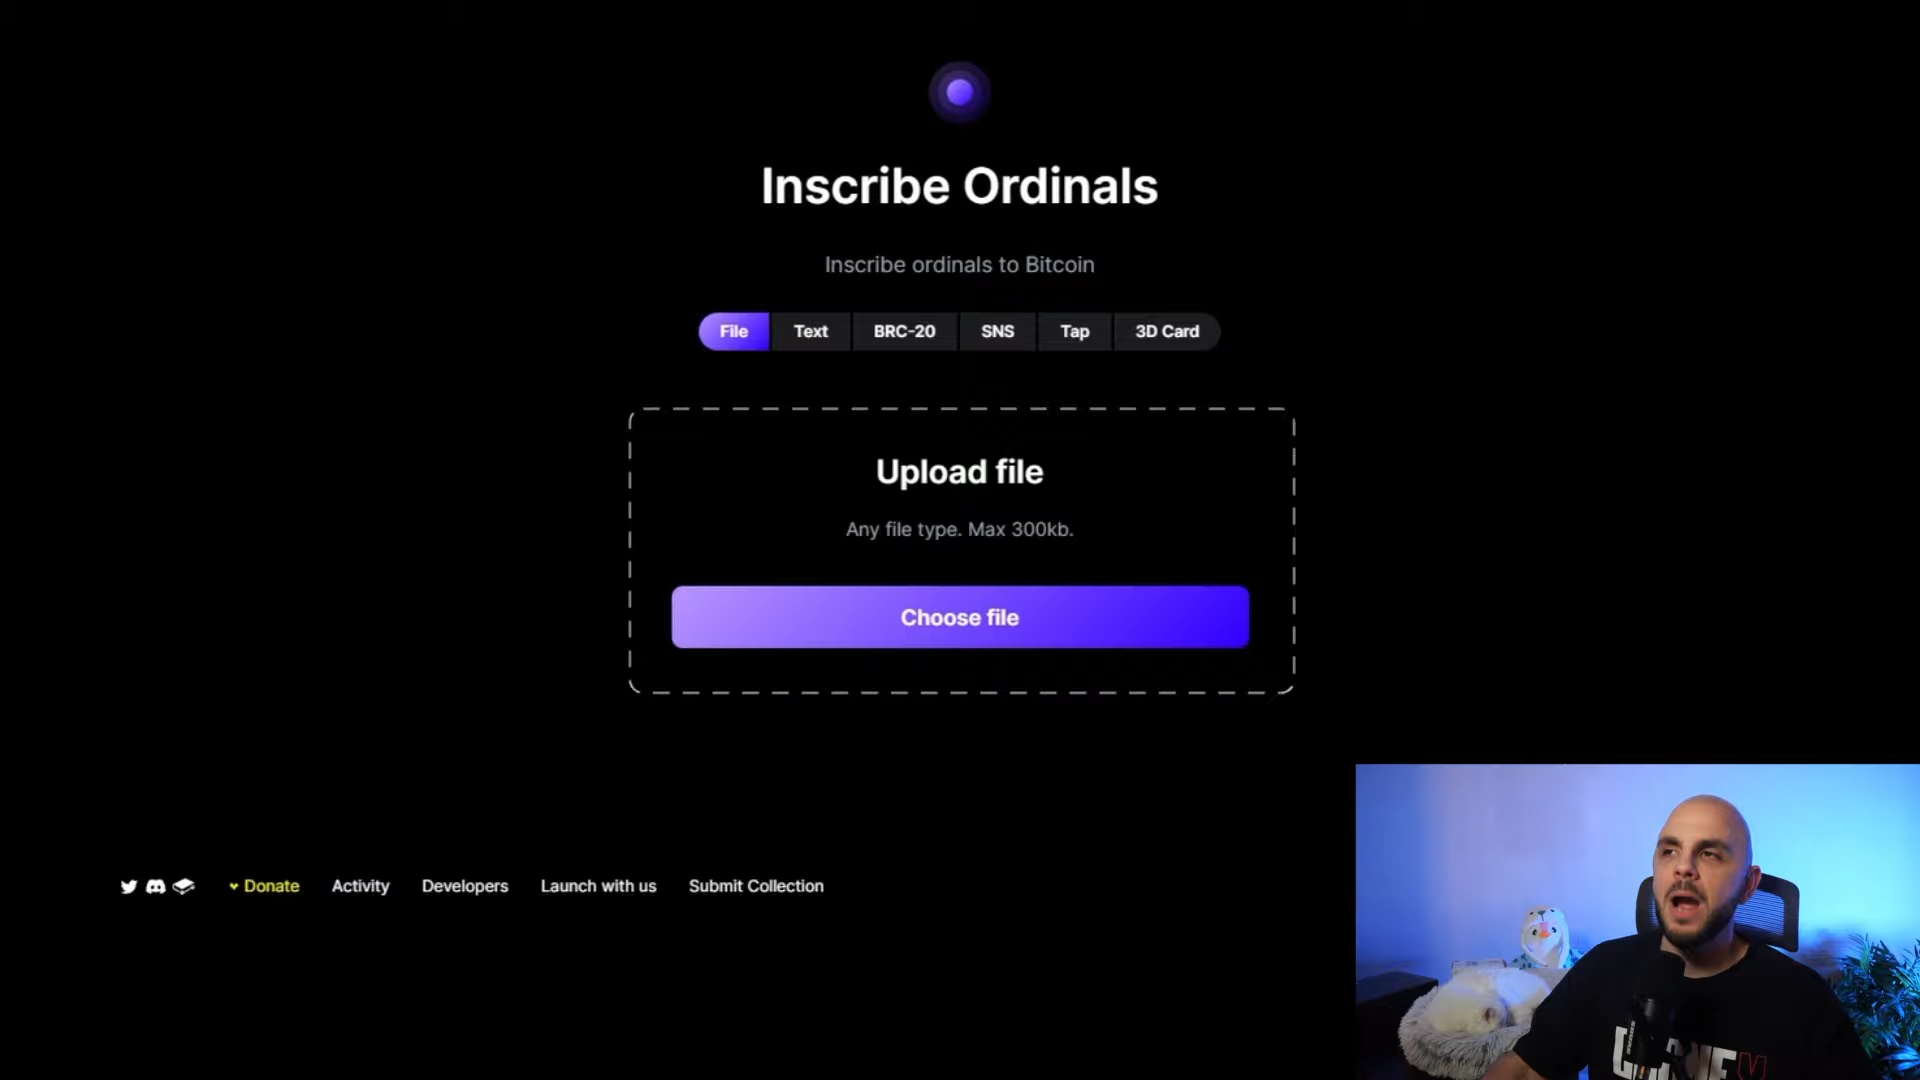 Inscribe Ordinals
Inscribe ordinals to Bitcoin
File Text BRC-20 SNS Tap 3D Card
Upload file
Any file type. Max 300kb.
Choose file
Donate Activity Developers Launch with us Submit Collection